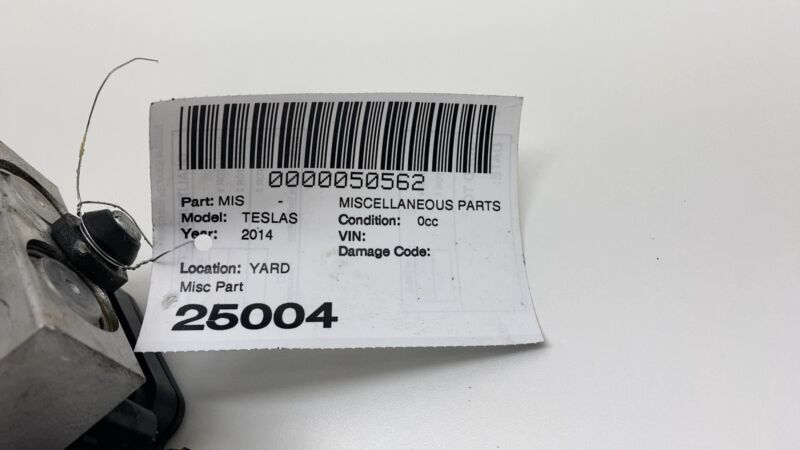 0000050562
Part: MIS - MISCELLANEOUS PARTS
Model: TESLAS Condition: 0cc
Year: 2014 VIN:
Damage Code:
Location: YARD
Misc Part
25004